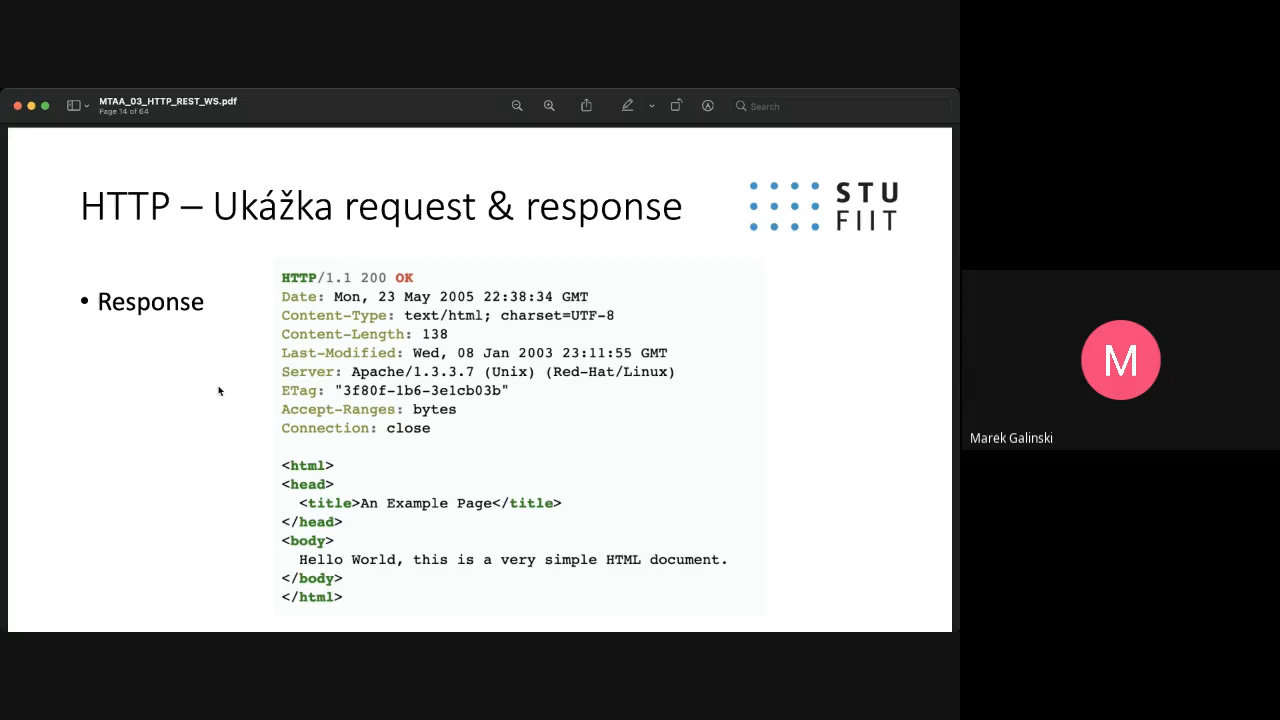 MTAA_03_HTTP_REST_WS.pdf
Page 14 of 64
Search
HTTP – Ukážka request & response
STU
FIIT
• Response
HTTP/1.1 200 OK
Date: Mon, 23 May 2005 22:38:34 GMT
Content-Type: text/html; charset=UTF-8
Content-Length: 138
Last-Modified: Wed, 08 Jan 2003 23:11:55 GMT
Server: Apache/1.3.3.7 (Unix) (Red-Hat/Linux)
ETag: "3f80f-1b6-3e1cb03b"
Accept-Ranges: bytes
Connection: close
<html>
<head>
  <title>An Example Page</title>
</head>
<body>
  Hello World, this is a very simple HTML document.
</body>
</html>
M
Marek Galinski